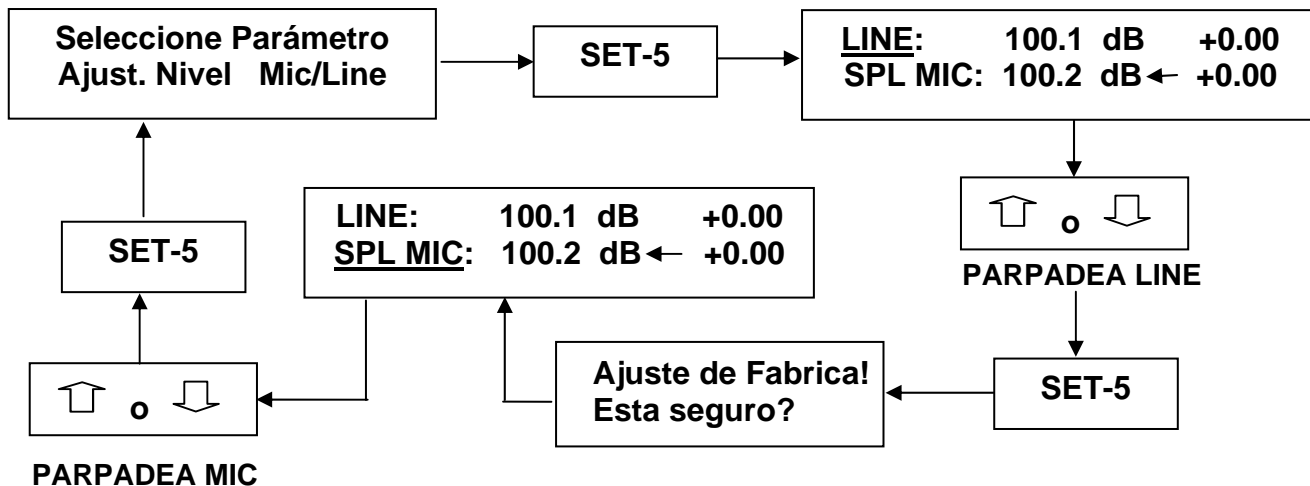 Seleccione Parámetro
Ajust. Nivel Mic/Line
SET-5
LINE: 100.1 dB +0.00
SPL MIC: 100.2 dB ← +0.00
⇧ o ⇩
PARPADEA LINE
SET-5
Ajuste de Fabrica!
Esta seguro?
LINE: 100.1 dB +0.00
SPL MIC: 100.2 dB ← +0.00
⇧ o ⇩
PARPADEA MIC
SET-5